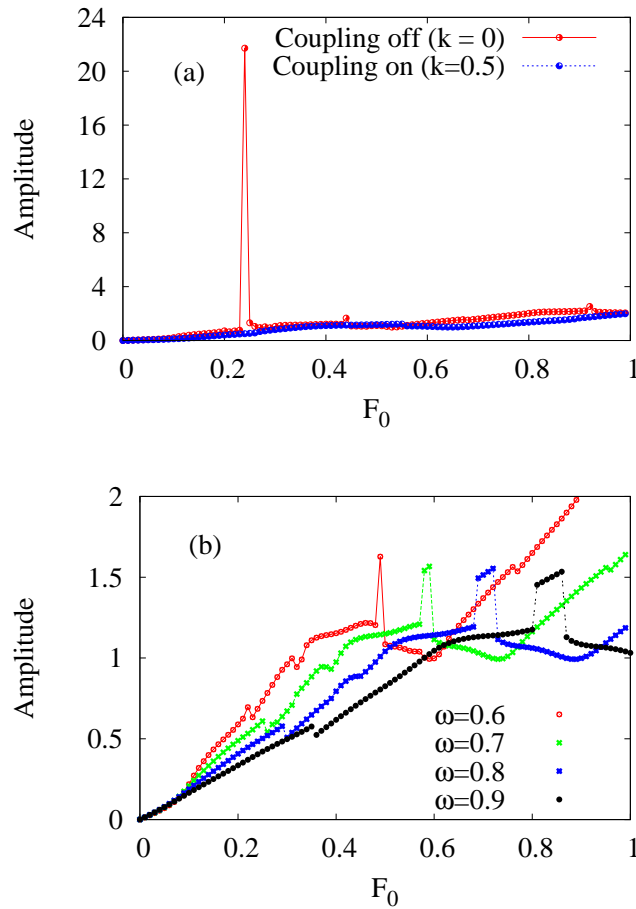 24
20
16
12
8
4
0
Amplitude
(a)
Coupling off (k = 0)
Coupling on (k=0.5)
0 0.2 0.4 0.6 0.8 1
F0
2
1.5
1
0.5
0
Amplitude
(b)
ω=0.6
ω=0.7
ω=0.8
ω=0.9
0 0.2 0.4 0.6 0.8 1
F0